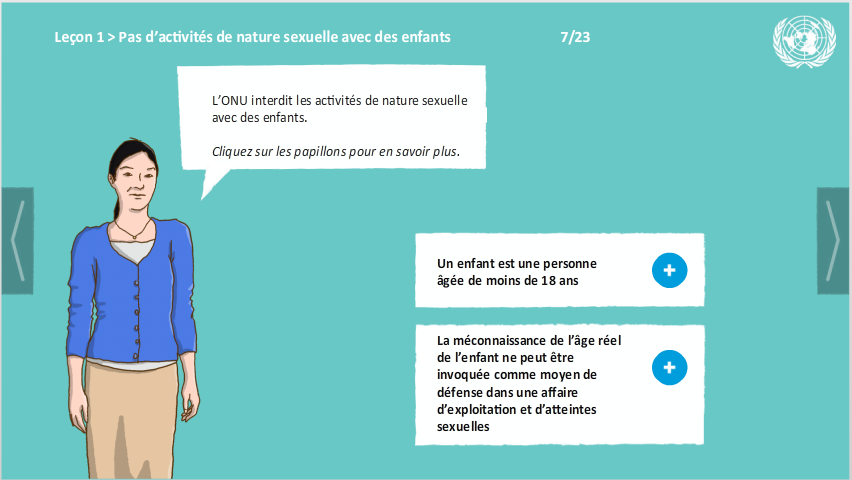 Leçon 1 > Pas d’activités de nature sexuelle avec des enfants
7/23
L’ONU interdit les activités de nature sexuelle
avec des enfants.
Cliquez sur les papillons pour en savoir plus.
Un enfant est une personne
âgée de moins de 18 ans
La méconnaissance de l’âge réel
de l’enfant ne peut être
invoquée comme moyen de
défense dans une affaire
d’exploitation et d’atteintes
sexuelles